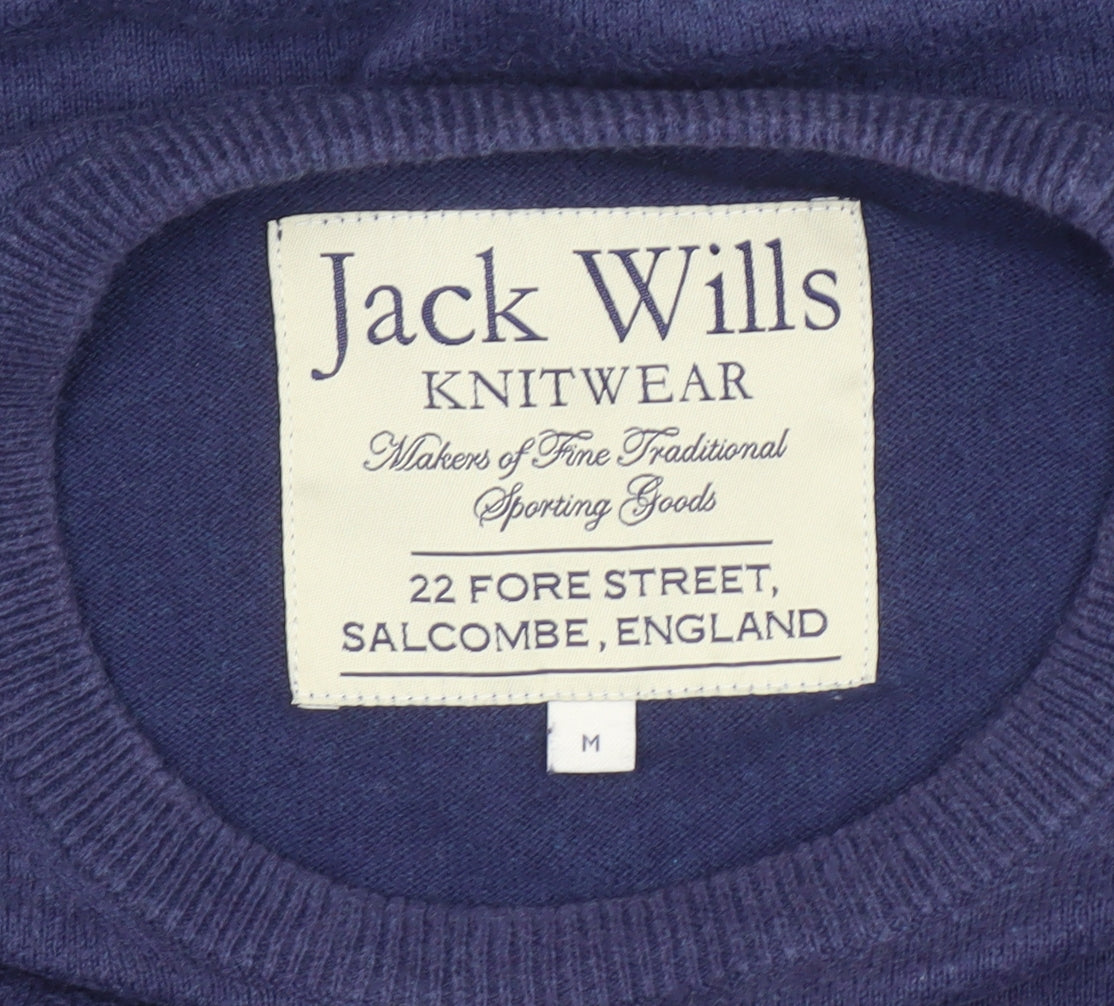 Jack Wills
KNITWEAR
Makers of Fine Traditional
Sporting Goods
22 FORE STREET,
SALCOMBE, ENGLAND
M